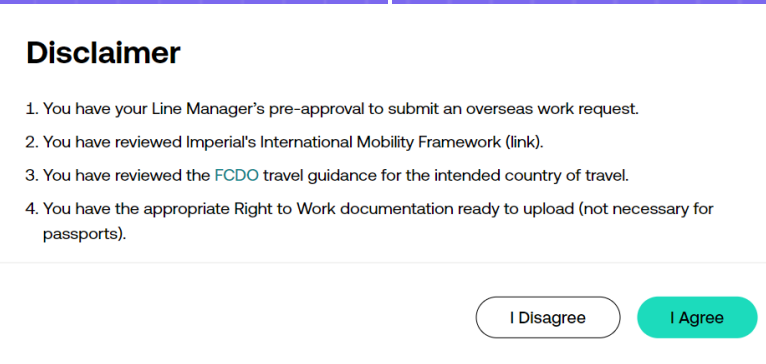 Disclaimer
1. You have your Line Manager’s pre-approval to submit an overseas work request.
2. You have reviewed Imperial's International Mobility Framework (link).
3. You have reviewed the FCDO travel guidance for the intended country of travel.
4. You have the appropriate Right to Work documentation ready to upload (not necessary for
passports).
I Disagree
I Agree